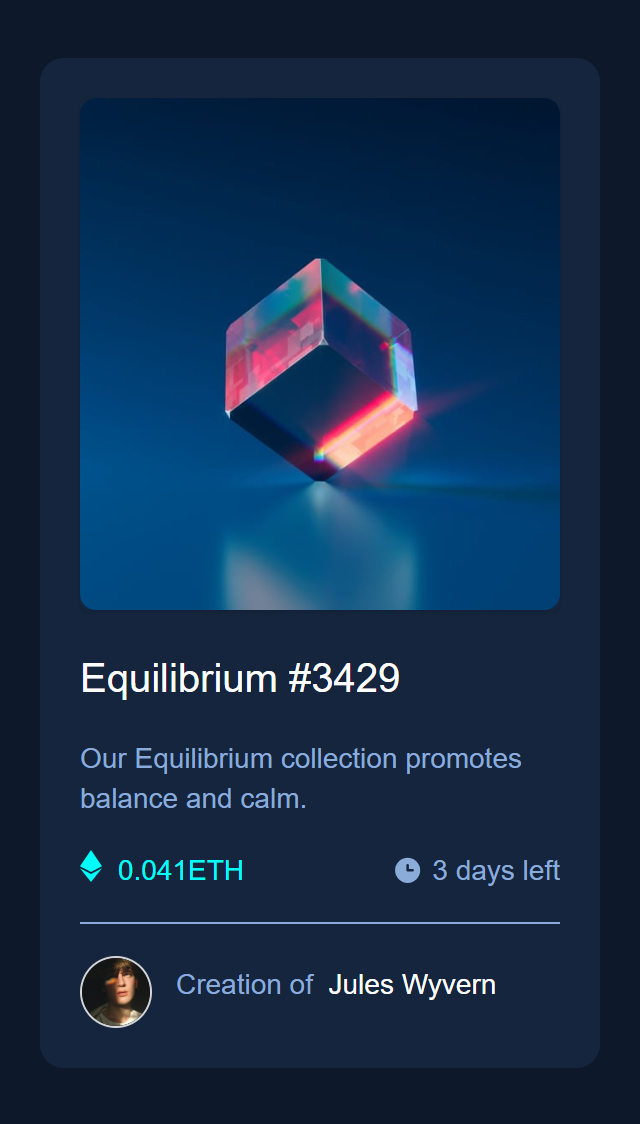 Equilibrium #3429
Our Equilibrium collection promotes
balance and calm.
0.041ETH
3 days left
Creation of Jules Wyvern